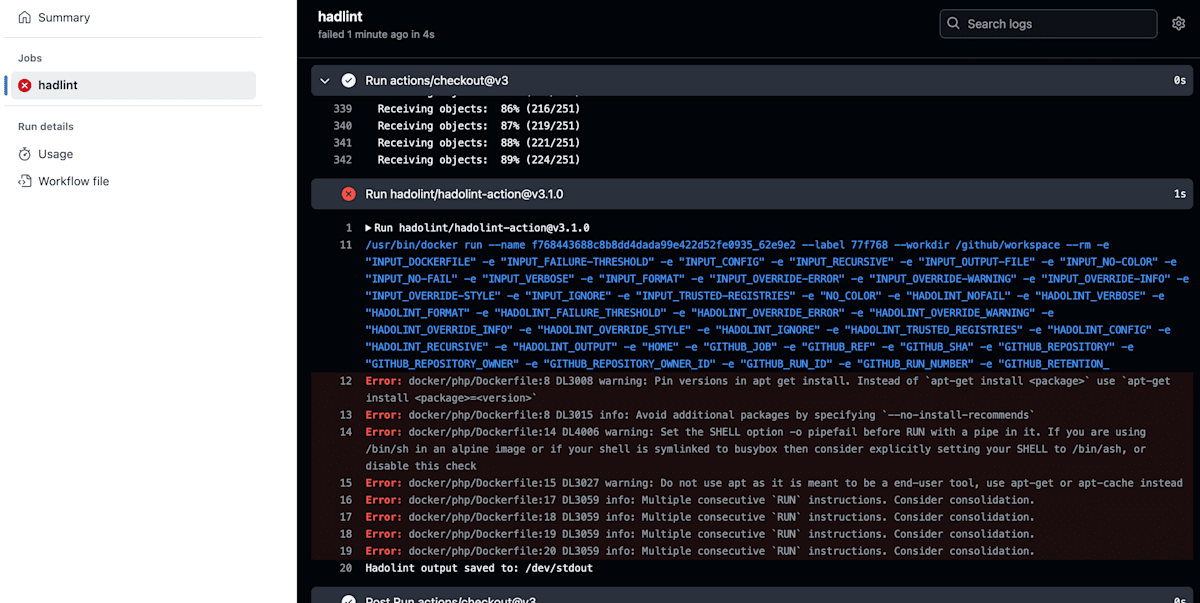 Summary
Jobs
hadlint
Run details
Usage
Workflow file
hadlint
failed 1 minute ago in 4s
Search logs
Run actions/checkout@v3 0s
339 Receiving objects: 86% (216/251)
340 Receiving objects: 87% (219/251)
341 Receiving objects: 88% (221/251)
342 Receiving objects: 89% (224/251)
Run hadolint/hadolint-action@v3.1.0 1s
1 Run hadolint/hadolint-action@v3.1.0
11 /usr/bin/docker run --name f768443688c8b8dd4dada99e422d52fe0935_62e9e2 --label 77f768 --workdir /github/workspace --rm -e
"INPUT_DOCKERFILE" -e "INPUT_FAILURE-THRESHOLD" -e "INPUT_CONFIG" -e "INPUT_RECURSIVE" -e "INPUT_OUTPUT-FILE" -e "INPUT_NO-COLOR" -e
"INPUT_NO-FAIL" -e "INPUT_VERBOSE" -e "INPUT_FORMAT" -e "INPUT_OVERRIDE-ERROR" -e "INPUT_OVERRIDE-WARNING" -e "INPUT_OVERRIDE-INFO" -e
"INPUT_OVERRIDE-STYLE" -e "INPUT_IGNORE" -e "INPUT_TRUSTED-REGISTRIES" -e "NO_COLOR" -e "HADOLINT_NOFAIL" -e "HADOLINT_VERBOSE" -e
"HADOLINT_FORMAT" -e "HADOLINT_FAILURE_THRESHOLD" -e "HADOLINT_OVERRIDE_ERROR" -e "HADOLINT_OVERRIDE_WARNING" -e
"HADOLINT_OVERRIDE_INFO" -e "HADOLINT_OVERRIDE_STYLE" -e "HADOLINT_IGNORE" -e "HADOLINT_TRUSTED_REGISTRIES" -e "HADOLINT_CONFIG" -e
"HADOLINT_RECURSIVE" -e "HADOLINT_OUTPUT" -e "HOME" -e "GITHUB_JOB" -e "GITHUB_REF" -e "GITHUB_SHA" -e "GITHUB_REPOSITORY" -e
"GITHUB_REPOSITORY_OWNER" -e "GITHUB_REPOSITORY_OWNER_ID" -e "GITHUB_RUN_ID" -e "GITHUB_RUN_NUMBER" -e "GITHUB_RETENTION_
12 Error: docker/php/Dockerfile:8 DL3008 warning: Pin versions in apt get install. Instead of `apt-get install <package>` use `apt-get
install <package>=<version>`
13 Error: docker/php/Dockerfile:8 DL3015 info: Avoid additional packages by specifying `--no-install-recommends`
14 Error: docker/php/Dockerfile:14 DL4006 warning: Set the SHELL option -o pipefail before RUN with a pipe in it. If you are using
/bin/sh in an alpine image or if your shell is symlinked to busybox then consider explicitly setting your SHELL to /bin/ash, or
disable this check
15 Error: docker/php/Dockerfile:15 DL3027 warning: Do not use apt as it is meant to be a end-user tool, use apt-get or apt-cache instead
16 Error: docker/php/Dockerfile:17 DL3059 info: Multiple consecutive `RUN` instructions. Consider consolidation.
17 Error: docker/php/Dockerfile:18 DL3059 info: Multiple consecutive `RUN` instructions. Consider consolidation.
18 Error: docker/php/Dockerfile:19 DL3059 info: Multiple consecutive `RUN` instructions. Consider consolidation.
19 Error: docker/php/Dockerfile:20 DL3059 info: Multiple consecutive `RUN` instructions. Consider consolidation.
20 Hadolint output saved to: /dev/stdout
Post Run actions/checkout@v3 0s